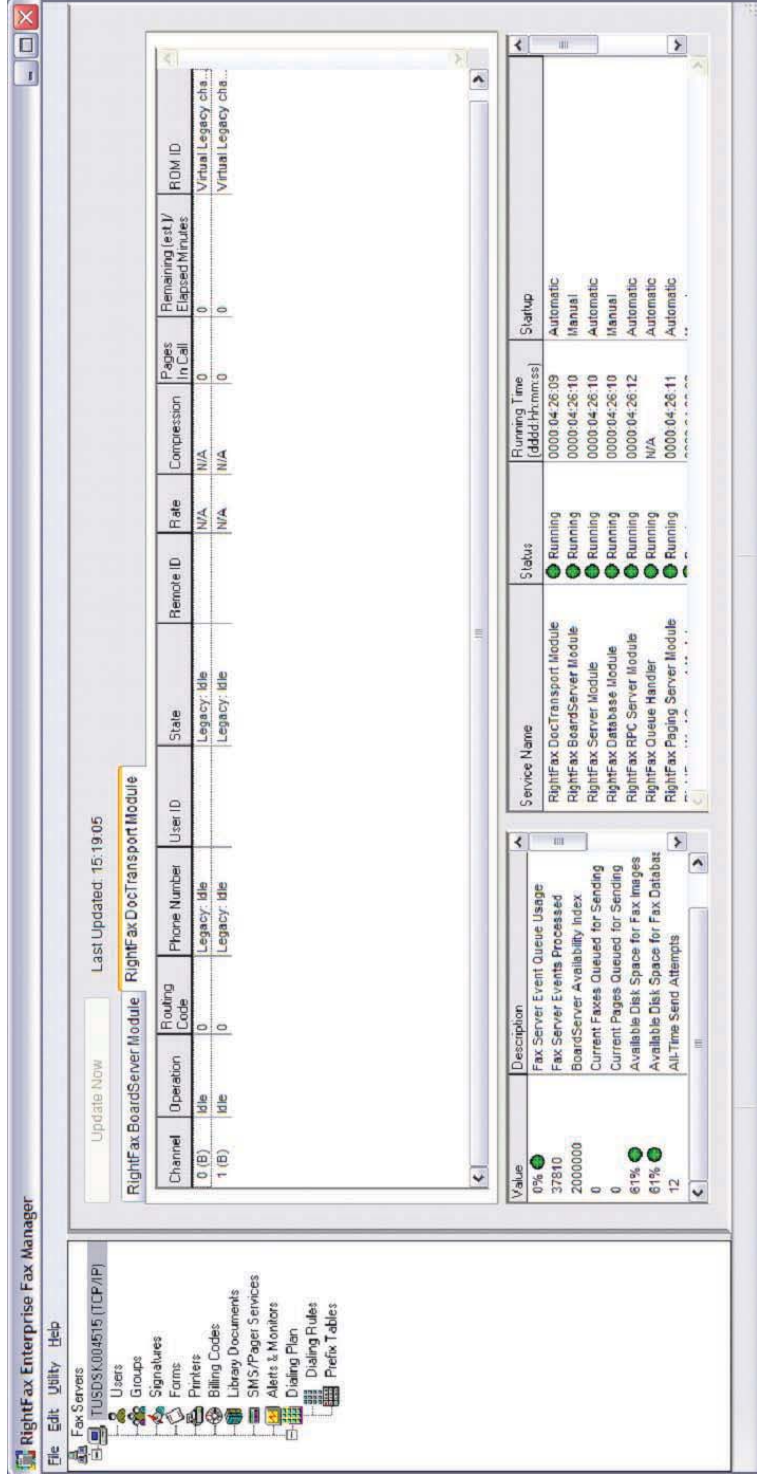 RightFax Enterprise Fax Manager
File Edit Utility Help
Fax Servers
TUSDSK004515 (TCP/IP)
Users
Groups
Signatures
Forms
Printers
Billing Codes
Library Documents
SMS/Pager Services
Alerts & Monitors
Dialing Plan
Dialing Rules
Prefix Tables
Update Now Last Updated: 15:19:05
RightFax BoardServer Module RightFax DocTransport Module
Channel Operation Routing Code Phone Number User ID State Remote ID Rate Compression Pages In Call Remaining (est.)/ Elapsed Minutes ROM ID
0 (B) Idle 0 Legacy: Idle Legacy: Idle N/A N/A 0 0 Virtual Legacy cha...
1 (B) Idle 0 Legacy: Idle Legacy: Idle N/A N/A 0 0 Virtual Legacy cha...
Value Description
0% Fax Server Event Queue Usage
37810 Fax Server Events Processed
2000000 BoardServer Availability Index
0 Current Faxes Queued for Sending
0 Current Pages Queued for Sending
61% Available Disk Space for Fax Images
61% Available Disk Space for Fax Databas
12 All-Time Send Attempts
Service Name Status Running Time (dddd:hh:mm:ss) Startup
RightFax DocTransport Module Running 0000:04:26:09 Automatic
RightFax BoardServer Module Running 0000:04:26:10 Manual
RightFax Server Module Running 0000:04:26:10 Automatic
RightFax Database Module Running 0000:04:26:10 Manual
RightFax RPC Server Module Running 0000:04:26:12 Automatic
RightFax Queue Handler Running N/A Automatic
RightFax Paging Server Module Running 0000:04:26:11 Automatic